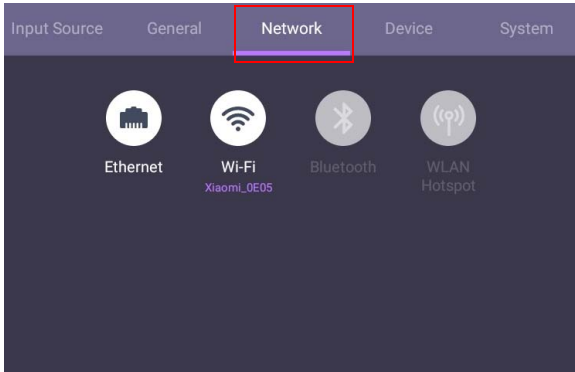 Input Source General Network Device System
Ethernet Wi-Fi Bluetooth WLAN
Xiaomi_0E05 Hotspot